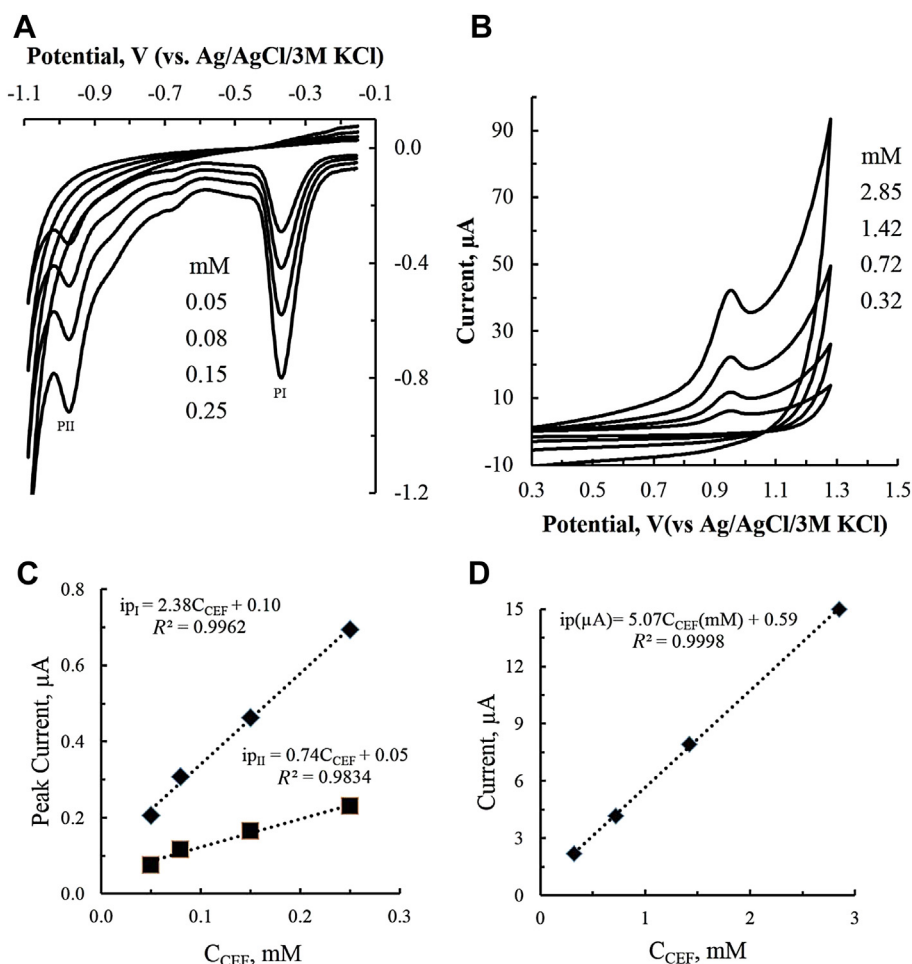 A
Potential, V (vs. Ag/AgCl/3M KCl)
-1.1 -0.9 -0.7 -0.5 -0.3 -0.1
0.0
-0.4
-0.8
-1.2
mM
0.05
0.08
0.15
0.25
PI
PII
B
90
70
50
30
10
-10
Current, µA
mM
2.85
1.42
0.72
0.32
0.3 0.5 0.7 0.9 1.1 1.3 1.5
Potential, V(vs Ag/AgCl/3M KCl)
C
0.8
0.6
0.4
0.2
0.0
Peak Current, µA
ipI = 2.38CCEF + 0.10
R² = 0.9962
ipII = 0.74CCEF + 0.05
R² = 0.9834
0.0 0.1 0.2 0.3
CCEF, mM
D
15
12
9
6
3
0
Current, µA
ip(µA)= 5.07CCEF(mM) + 0.59
R² = 0.9998
0 1 2 3
CCEF, mM